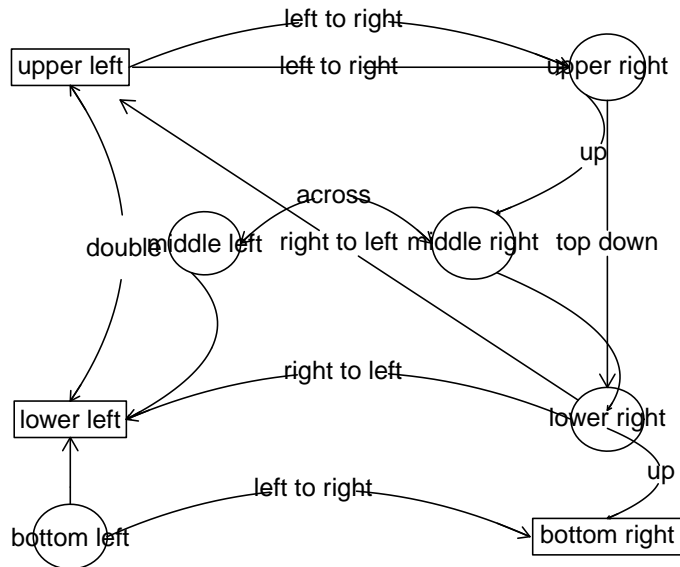 left to right
upper left
left to right
upper right
up
across
double
middle left
right to left
middle right
top down
right to left
lower left
lower right
up
left to right
bottom left
bottom right